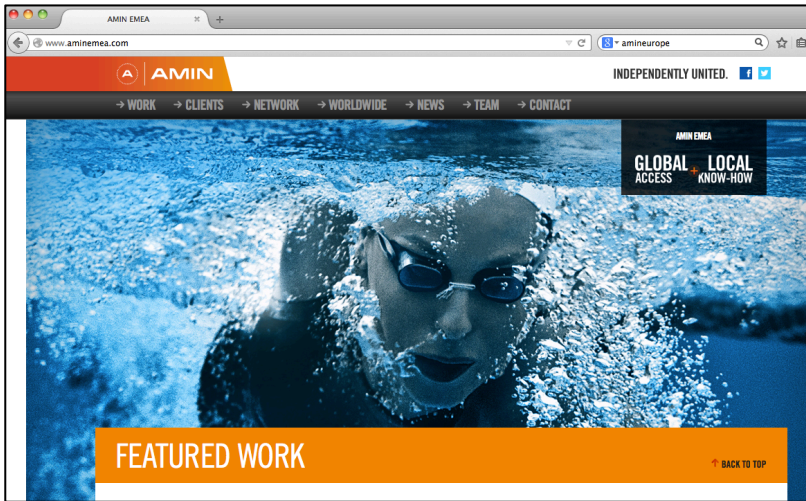 AMIN EMEA
www.aminemea.com
amineurope
A AMIN
INDEPENDENTLY UNITED.
f
→ WORK → CLIENTS → NETWORK → WORLDWIDE → NEWS → TEAM → CONTACT
AMIN EMEA
GLOBAL + LOCAL
ACCESS KNOW-HOW
FEATURED WORK
↑ BACK TO TOP